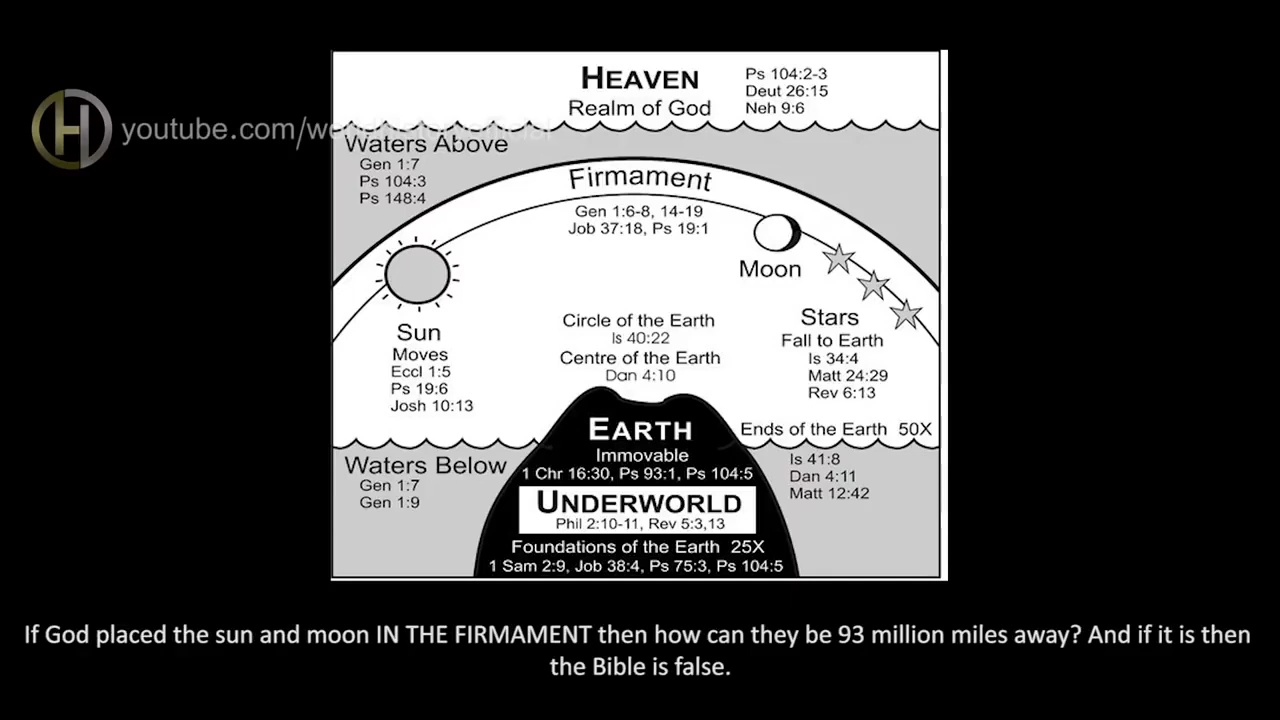 HEAVEN
Realm of God
Ps 104:2-3
Deut 26:15
Neh 9:6
H
youtube.com/
Waters Above
Gen 1:7
Ps 104:3
Ps 148:4
Firmament
Gen 1:6-8, 14-19
Job 37:18, Ps 19:1
Moon
Sun
Moves
Eccl 1:5
Ps 19:6
Josh 10:13
Circle of the Earth
Is 40:22
Centre of the Earth
Dan 4:10
Stars
Fall to Earth
Is 34:4
Matt 24:29
Rev 6:13
EARTH
Immovable
1 Chr 16:30, Ps 93:1, Ps 104:5
Ends of the Earth 50X
Is 41:8
Dan 4:11
Matt 12:42
Waters Below
Gen 1:7
Gen 1:9
UNDERWORLD
Phil 2:10-11, Rev 5:3,13
Foundations of the Earth 25X
1 Sam 2:9, Job 38:4, Ps 75:3, Ps 104:5
If God placed the sun and moon IN THE FIRMAMENT then how can they be 93 million miles away? And if it is then
the Bible is false.